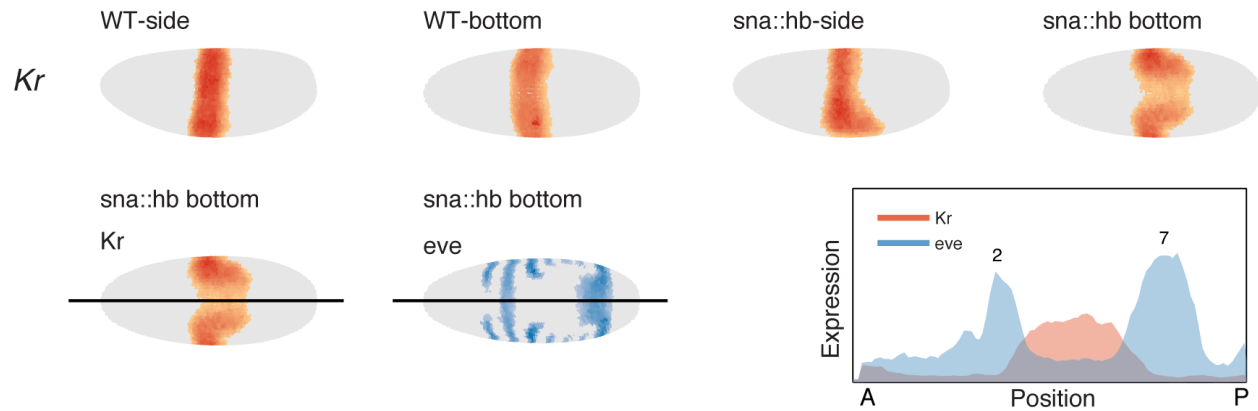 WT-side
WT-bottom
sna::hb-side
sna::hb bottom
Kr
sna::hb bottom
Kr
sna::hb bottom
eve
Kr
eve
2
7
Expression
A
Position
P